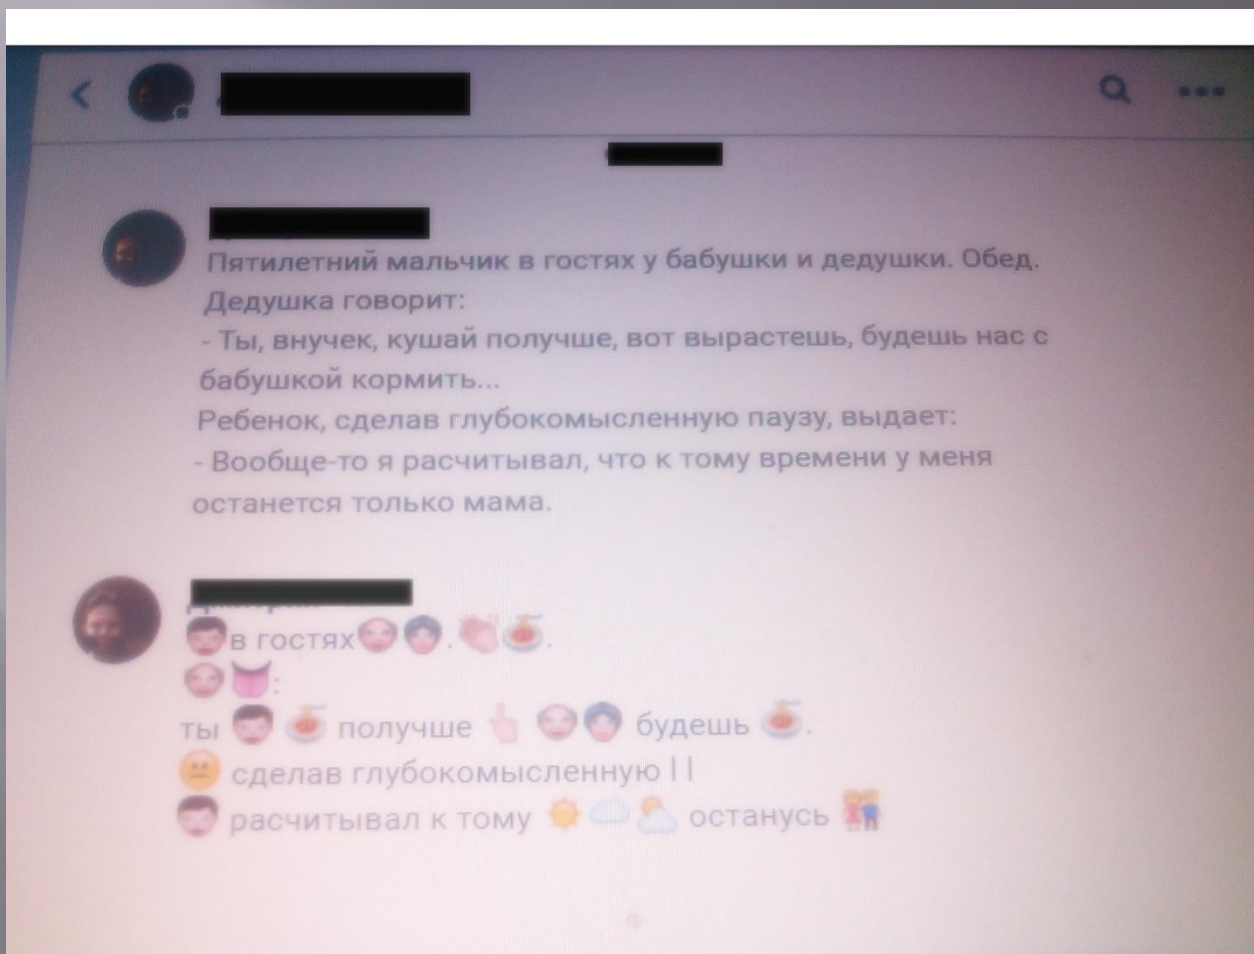 Пятилетний мальчик в гостях у бабушки и дедушки. Обед.
Дедушка говорит:
- Ты, внучек, кушай получше, вот вырастешь, будешь нас с
бабушкой кормить...
Ребенок, сделав глубокомысленную паузу, выдает:
- Вообще-то я расчитывал, что к тому времени у меня
останется только мама.
👨в гостях👴👵.👏🍝.
👴👅:
ты 👨🍝 получше 👆 👴👵 будешь 🍝.
😐 сделав глубокомысленную ||
👨 расчитывал к тому ☀️☁️⛅ останусь 👫